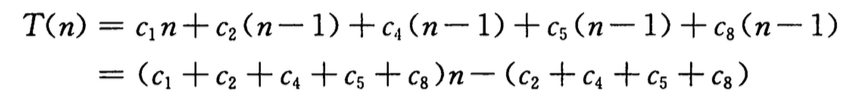 T(n) = c₁n + c₂(n−1) + c₄(n−1) + c₅(n−1) + c₈(n−1)
= (c₁ + c₂ + c₄ + c₅ + c₈)n − (c₂ + c₄ + c₅ + c₈)